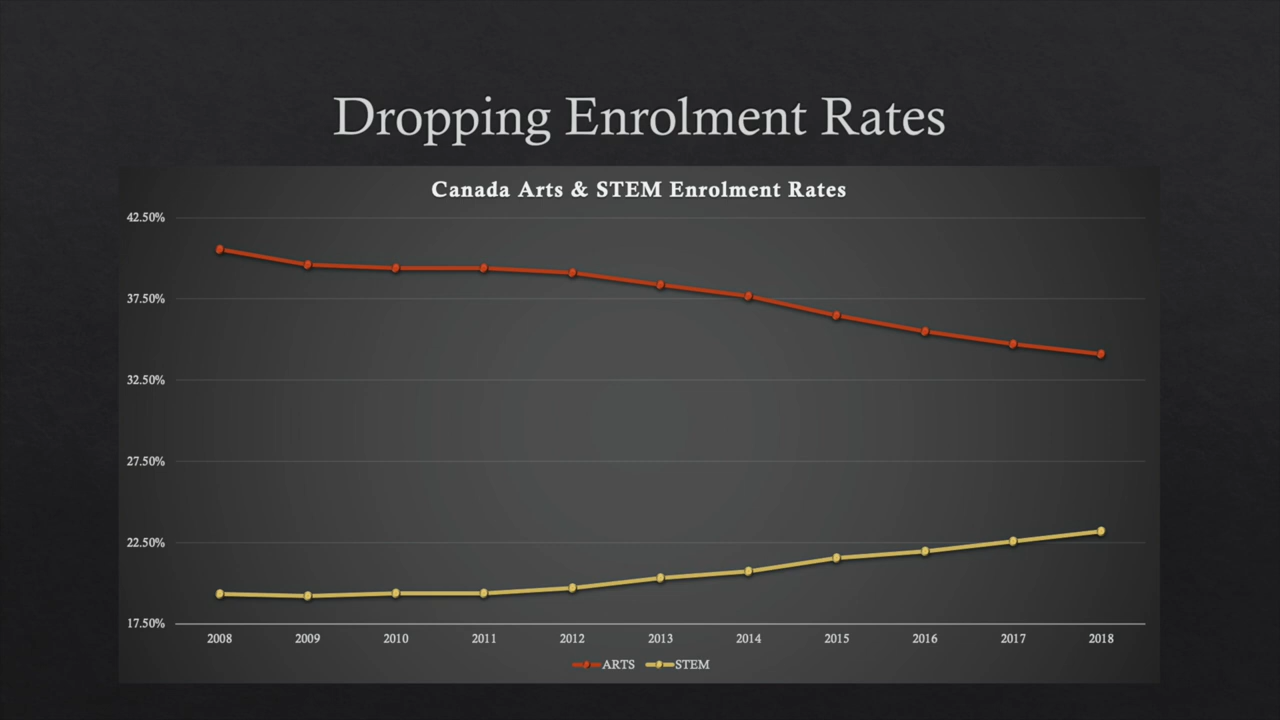 Dropping Enrolment Rates
Canada Arts & STEM Enrolment Rates
42.50%
37.50%
32.50%
27.50%
22.50%
17.50%
2008 2009 2010 2011 2012 2013 2014 2015 2016 2017 2018
ARTS STEM